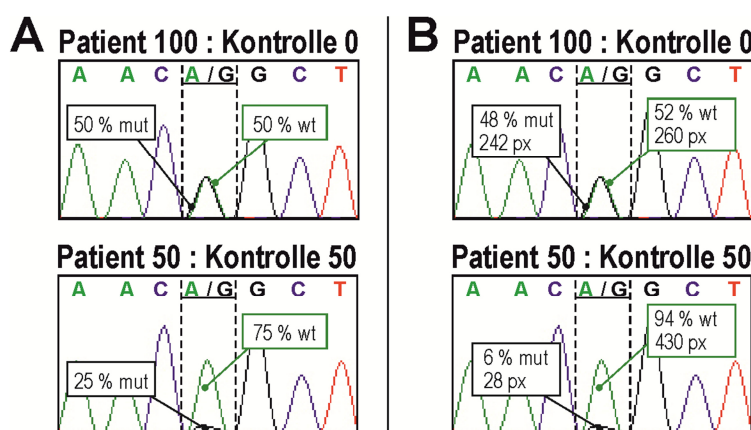 A
Patient 100 : Kontrolle 0
A A C A / G G C T
50 % mut
50 % wt
Patient 50 : Kontrolle 50
A A C A / G G C T
75 % wt
25 % mut
B
Patient 100 : Kontrolle 0
A A C A / G G C T
48 % mut
242 px
52 % wt
260 px
Patient 50 : Kontrolle 50
A A C A / G G C T
94 % wt
430 px
6 % mut
28 px